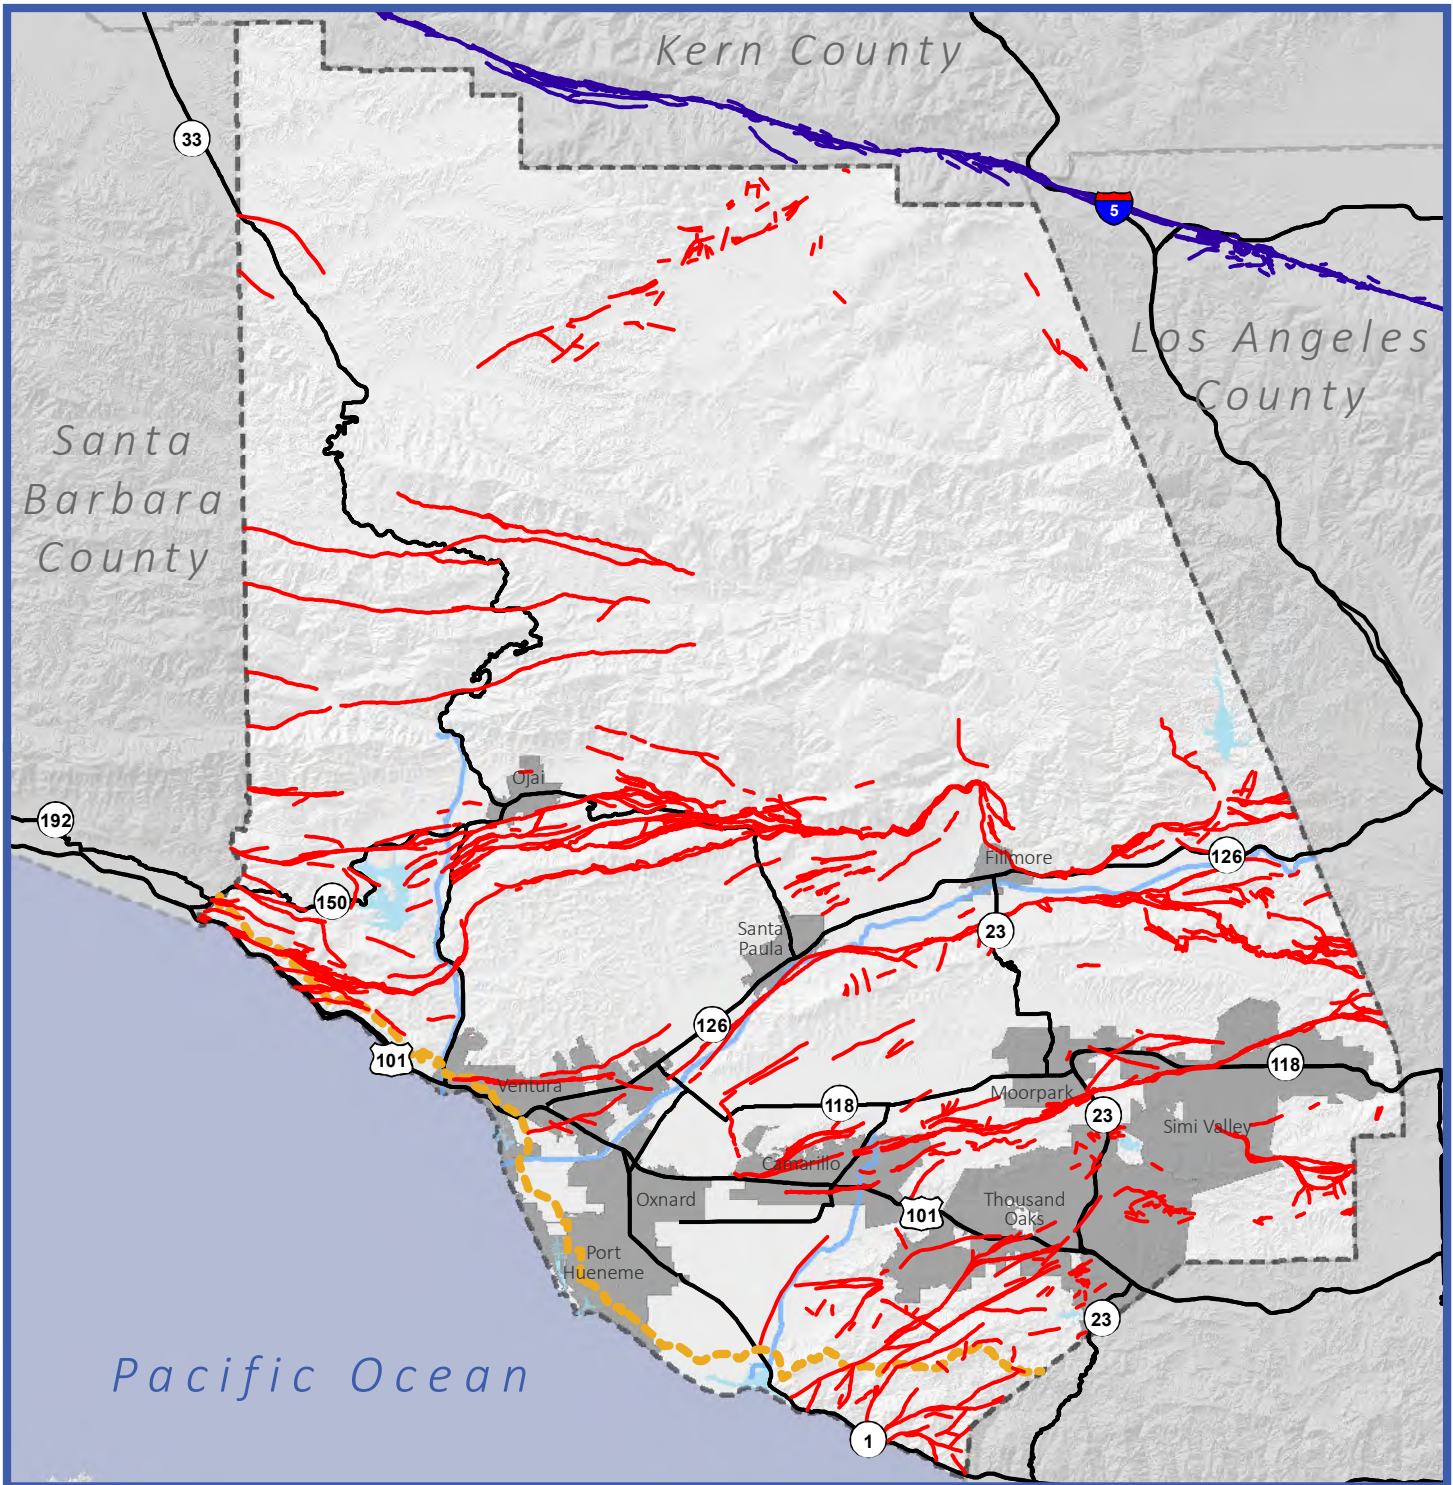 Kern County
33
5
Los Angeles
County
Santa
Barbara
County
Ojai
192
Fillmore
126
150
Santa
Paula
23
126
101
Ventura
118
Moorpark
118
23
Simi Valley
Camarillo
Oxnard
101
Thousand
Oaks
Port
Hueneme
23
Pacific Ocean
1